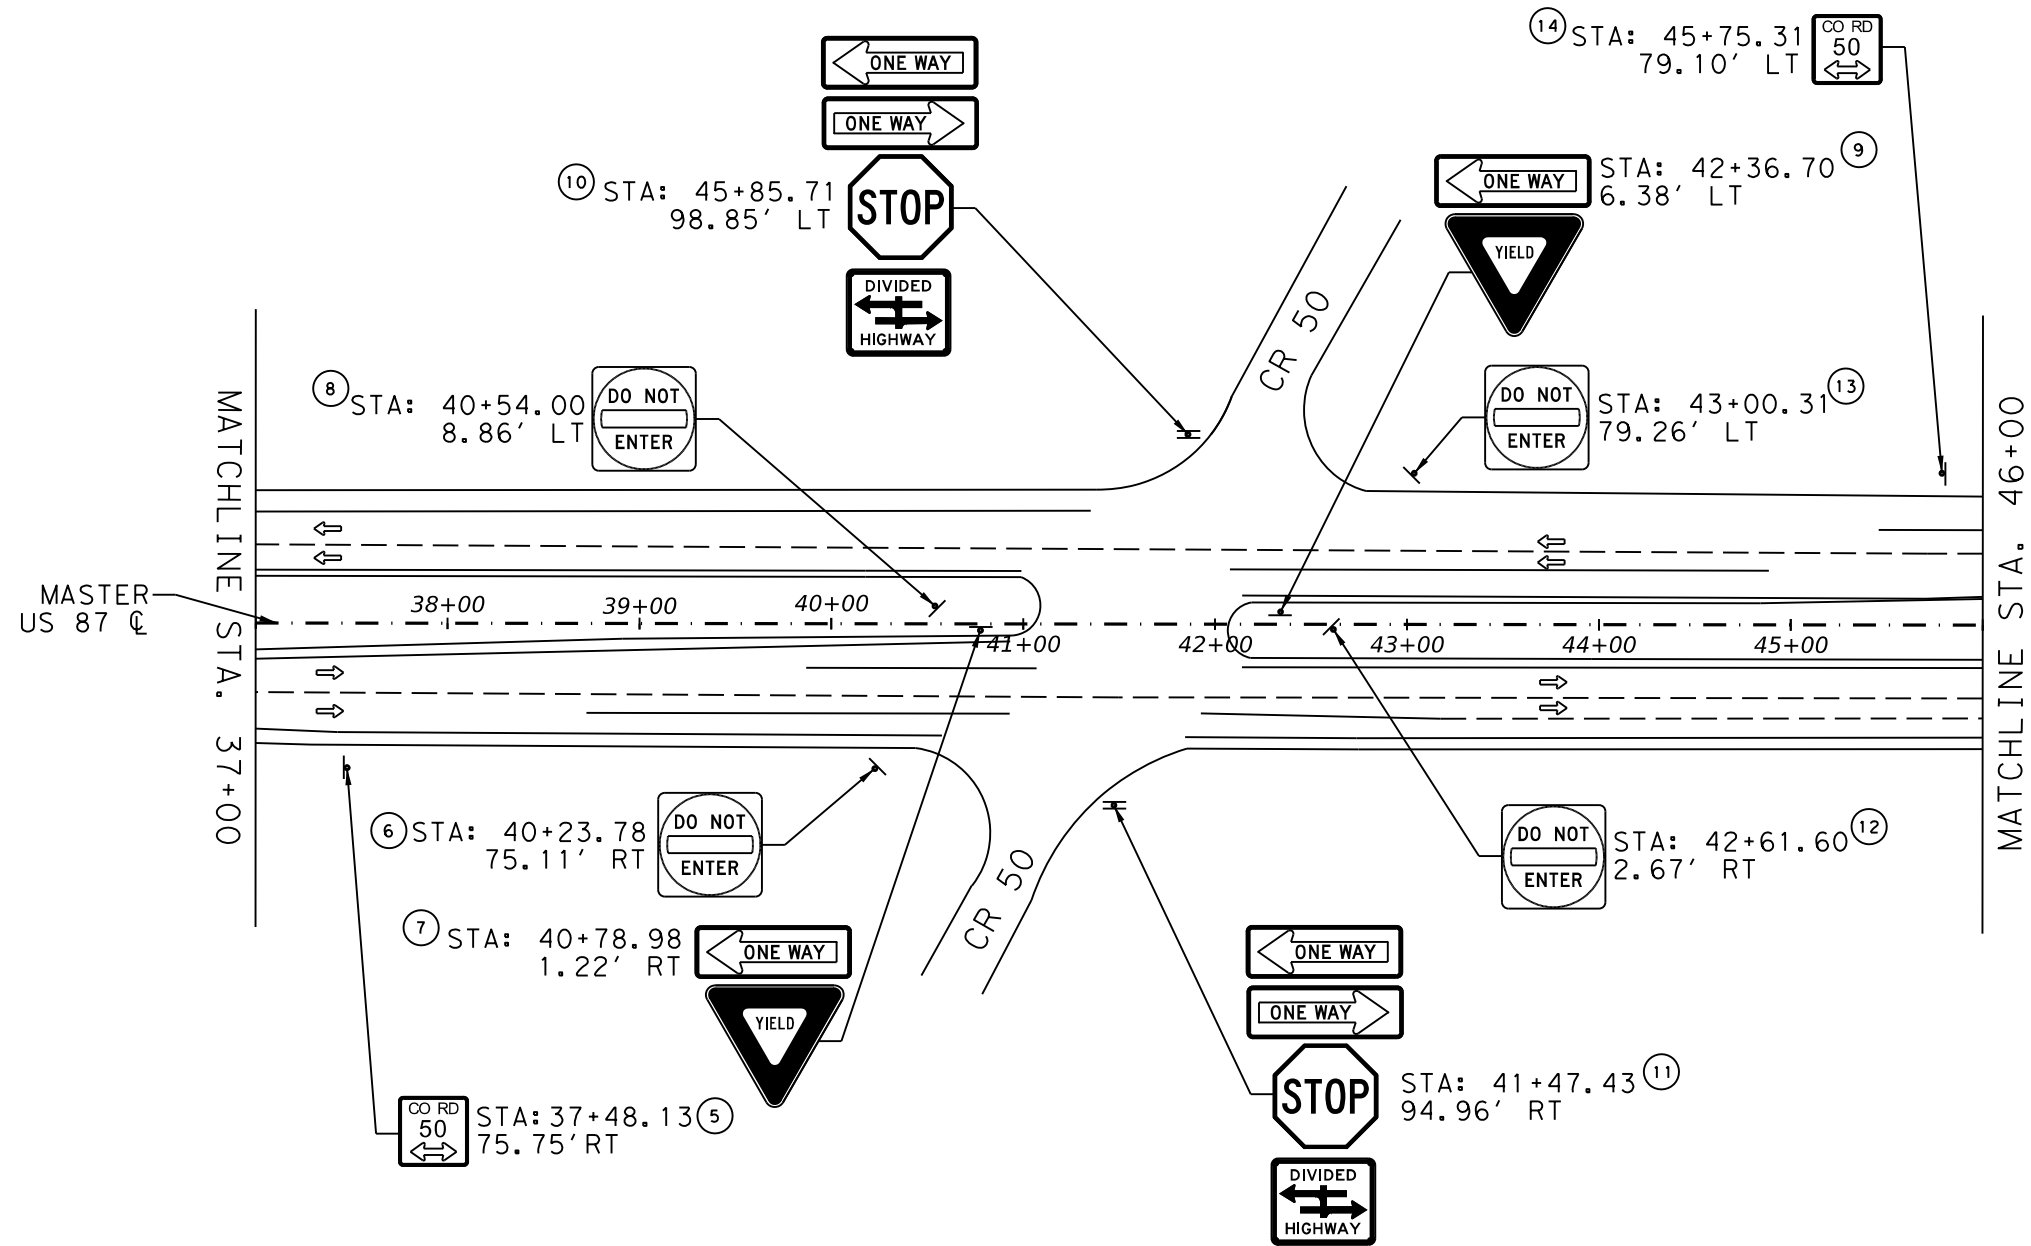 14
STA: 45+75.31
79.10' LT
CO RD
50
ONE WAY
ONE WAY
10
STA: 45+85.71
98.85' LT
STOP
DIVIDED
HIGHWAY
ONE WAY
STA: 42+36.70
6.38' LT
9
YIELD
CR 50
8
STA: 40+54.00
8.86' LT
DO NOT
ENTER
DO NOT
ENTER
STA: 43+00.31
79.26' LT
13
MATCHLINE STA. 37+00
MATCHLINE STA. 46+00
MASTER
US 87 ℄
38+00
39+00
40+00
41+00
42+00
43+00
44+00
45+00
6
STA: 40+23.78
75.11' RT
DO NOT
ENTER
DO NOT
ENTER
STA: 42+61.60
2.67' RT
12
CR 50
7
STA: 40+78.98
1.22' RT
ONE WAY
YIELD
ONE WAY
ONE WAY
STOP
STA: 41+47.43
94.96' RT
11
DIVIDED
HIGHWAY
CO RD
50
STA:37+48.13
75.75'RT
5